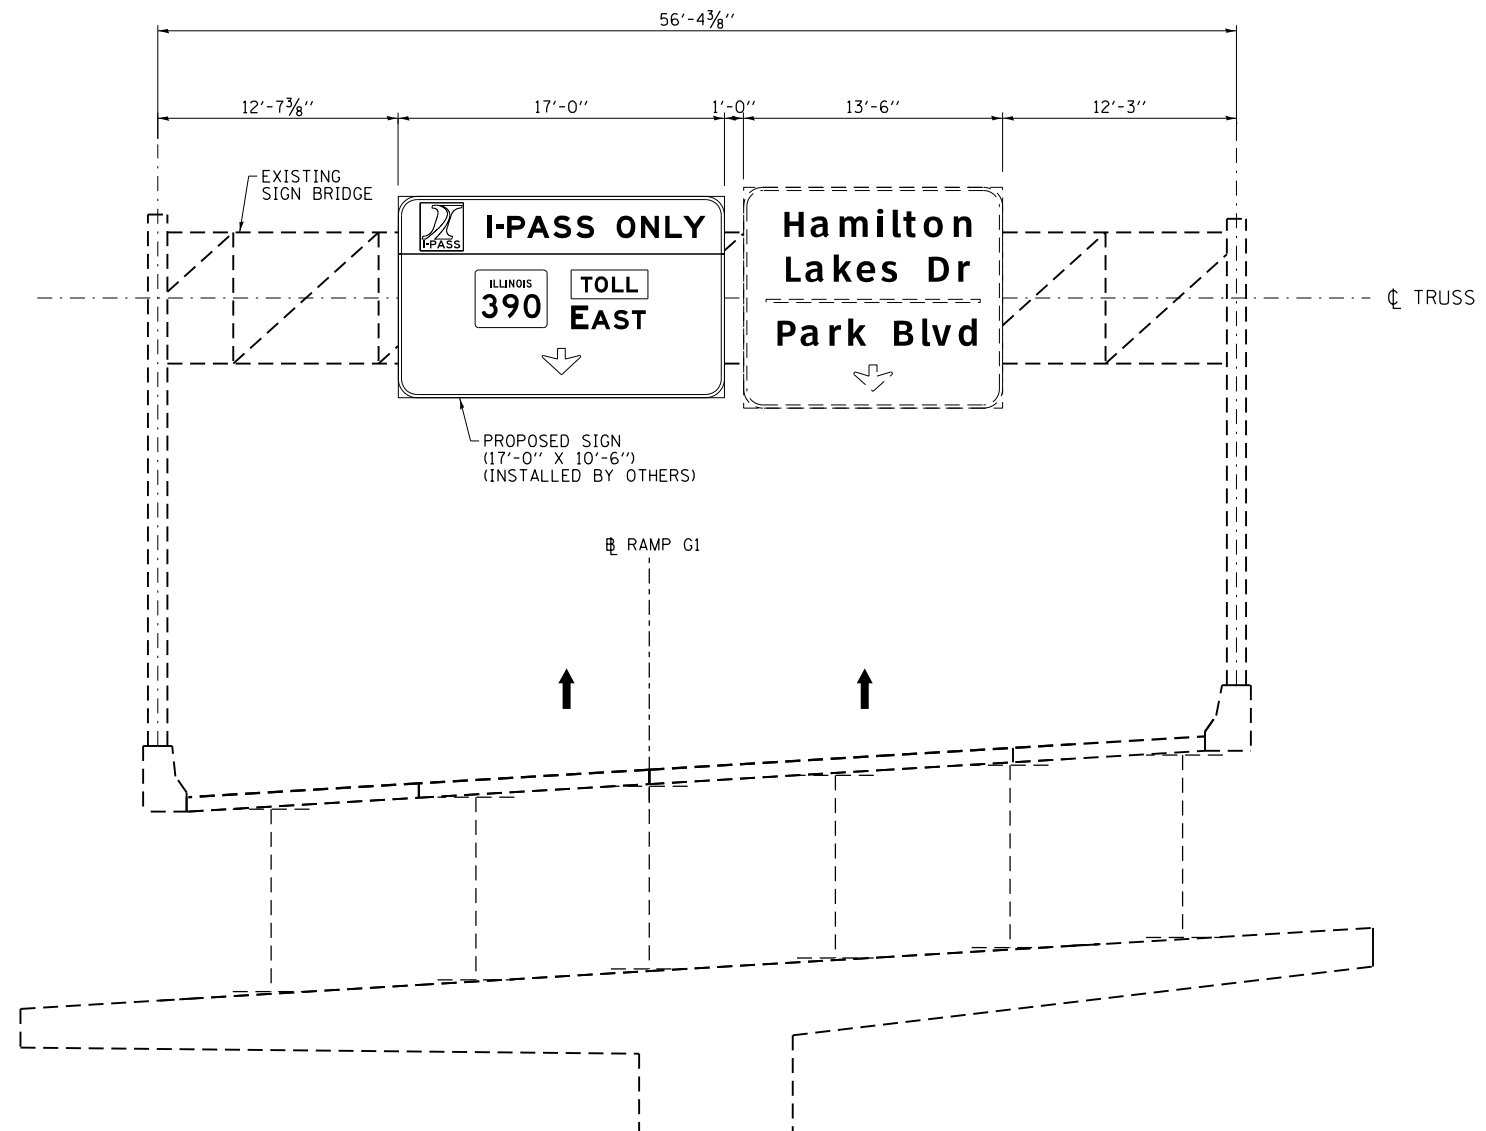 56'-4⅜"
12'-7⅜" 17'-0" 1'-0" 13'-6" 12'-3"
EXISTING
SIGN BRIDGE
I-PASS
I-PASS ONLY
ILLINOIS
390
TOLL
EAST
Hamilton
Lakes Dr
Park Blvd
℄ TRUSS
PROPOSED SIGN
(17'-0" X 10'-6")
(INSTALLED BY OTHERS)
BL RAMP G1